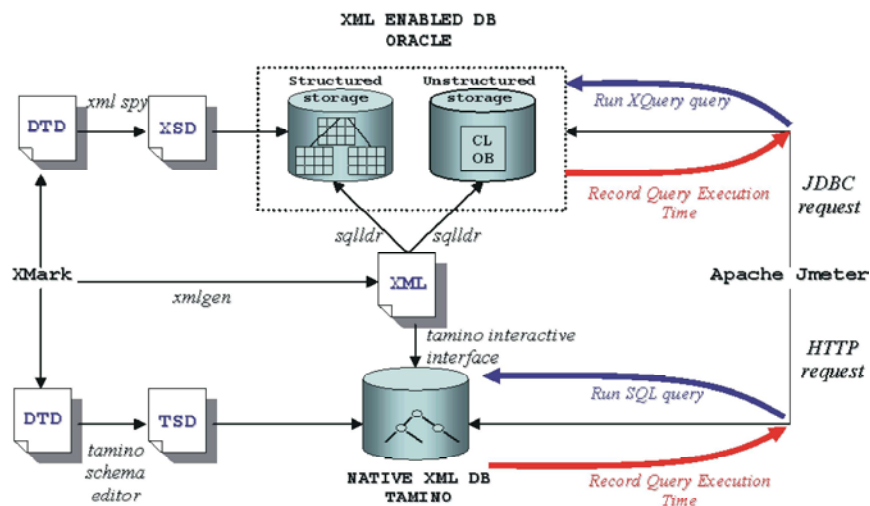 XML ENABLED DB
ORACLE
Structured
storage
Unstructured
storage
xml spy
DTD
XSD
CL
OB
Run XQuery query
Record Query Execution
Time
JDBC
request
sqlldr
sqlldr
XMark
xmlgen
XML
Apache Jmeter
tamino interactive
interface
HTTP
request
DTD
TSD
Run SQL query
tamino
schema
editor
NATIVE XML DB
TAMINO
Record Query Execution
Time